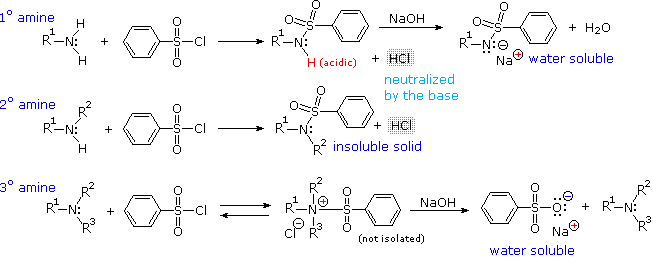 1° amine
R¹ N: H H + S O O Cl → R¹ N: H (acidic) S O O + HCl neutralized by the base NaOH R¹ N: ⊖ Na⊕ S O O water soluble + H₂O
2° amine
R¹ N: R² H + S O O Cl → R¹ N: R² S O O insoluble solid + HCl
3° amine
R¹ N: R² R³ + S O O Cl R¹ N⊕ R² R³ S O O Cl⊖ (not isolated) NaOH S O O O:⊖ Na⊕ water soluble + R¹ N: R² R³